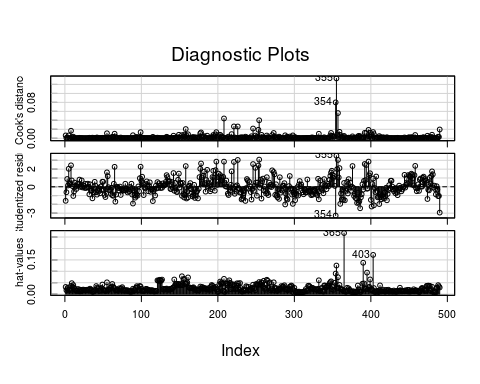 Diagnostic Plots
Cook's distanc
0.00 0.08
355
354
studentized resid
-3 0 2
355
354
hat-values
0.00 0.15
365
403
0 100 200 300 400 500
Index